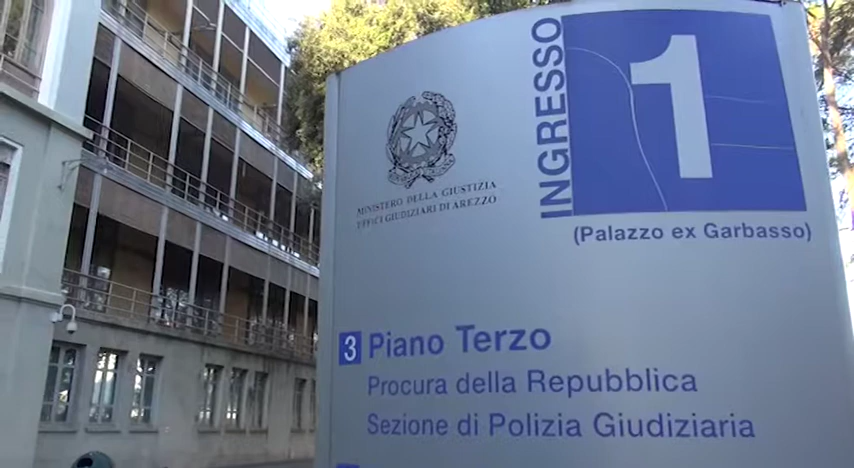 INGRESSO
1
(Palazzo ex Garbasso)
MINISTERO DELLA GIUSTIZIA
UFFICI GIUDIZIARI DI AREZZO
3 Piano Terzo
Procura della Repubblica
Sezione di Polizia Giudiziaria